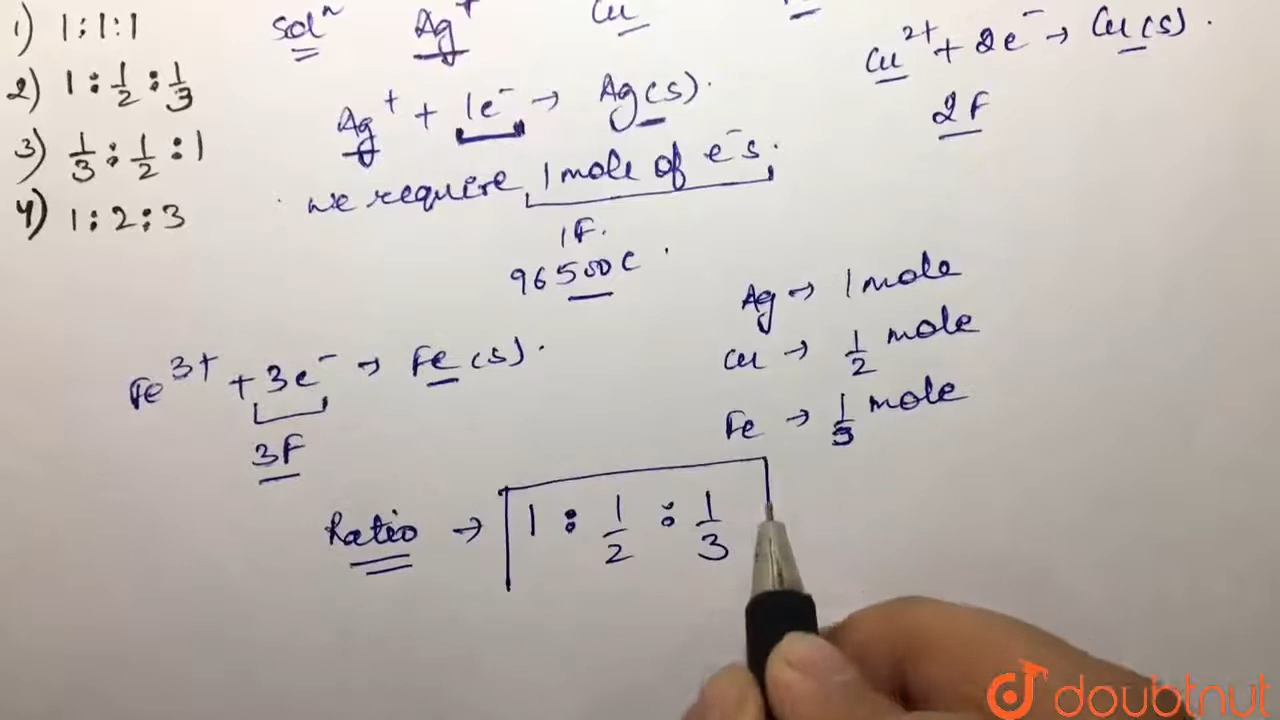 1) 1:1:1
2) 1 : 1/2 : 1/3
3) 1/3 : 1/2 : 1
4) 1:2:3
Solⁿ Ag⁺ Cu
Ag⁺ + 1e⁻ → Ag(s).
Cu²⁺ + 2e⁻ → Cu(s).
2F
we require 1 mole of e⁻s.
1F.
96500C
Fe³⁺ + 3e⁻ → Fe(s).
3F
Ag → 1 mole
Cu → 1/2 mole
Fe → 1/3 mole
Ratio → 1 : 1/2 : 1/3
doubtnut